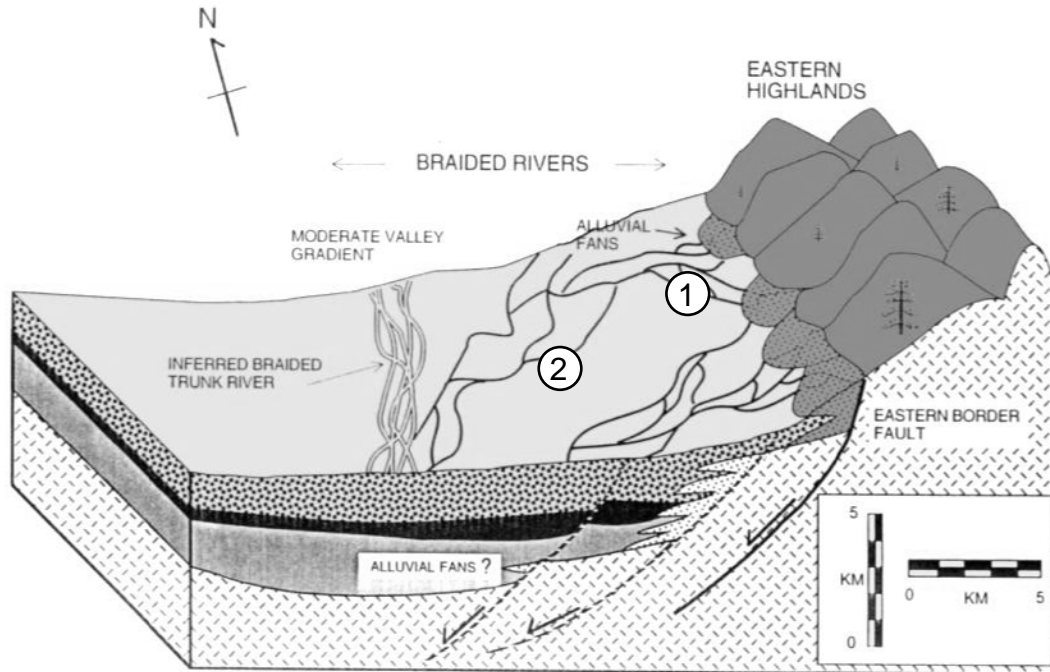 N
EASTERN
HIGHLANDS
BRAIDED RIVERS
ALLUVIAL
FANS
MODERATE VALLEY
GRADIENT
1
INFERRED BRAIDED
TRUNK RIVER
2
EASTERN BORDER
FAULT
ALLUVIAL FANS ?
5
KM
0
0
KM
5